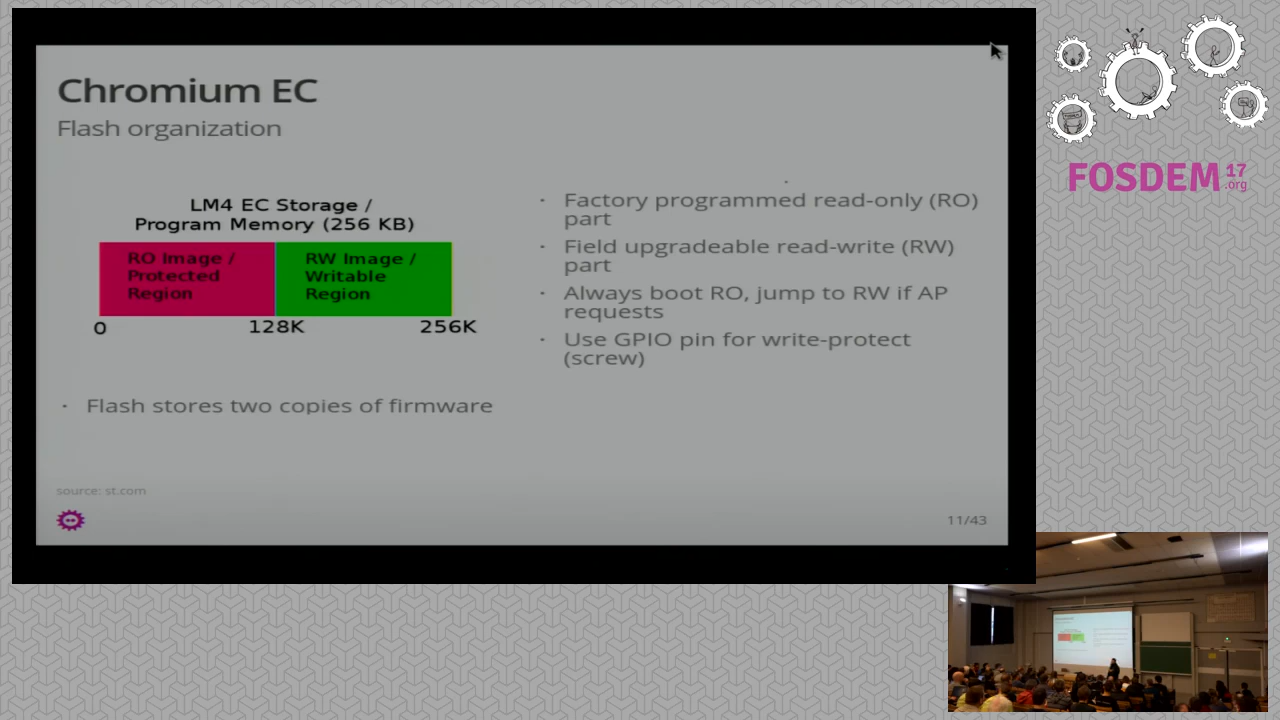 Chromium EC
Flash organization
LM4 EC Storage /
Program Memory (256 KB)
RO Image /
Protected
Region
RW Image /
Writable
Region
0
128K
256K
· Flash stores two copies of firmware
· Factory programmed read-only (RO)
part
· Field upgradeable read-write (RW)
part
· Always boot RO, jump to RW if AP
requests
· Use GPIO pin for write-protect
(screw)
source: st.com
11/43
FOSDEM 17
.org